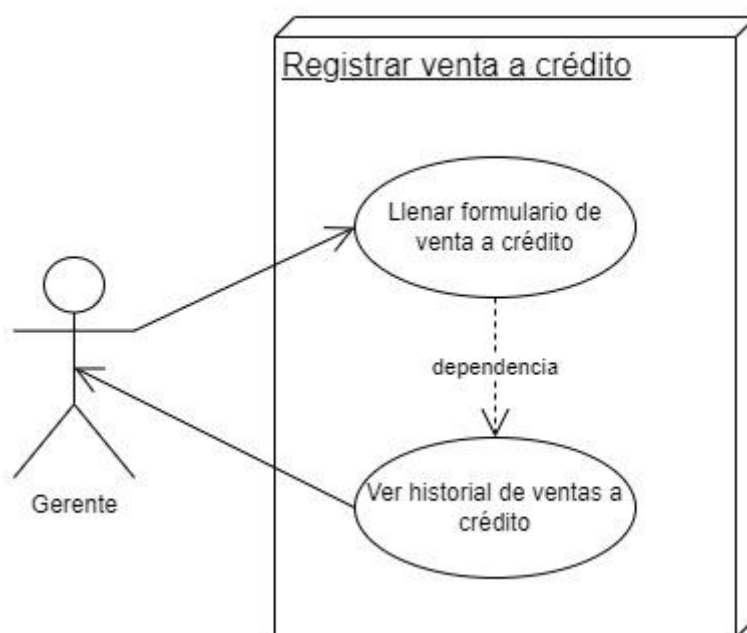 Registrar venta a crédito
Llenar formulario de
venta a crédito
dependencia
Gerente
Ver historial de ventas a
crédito